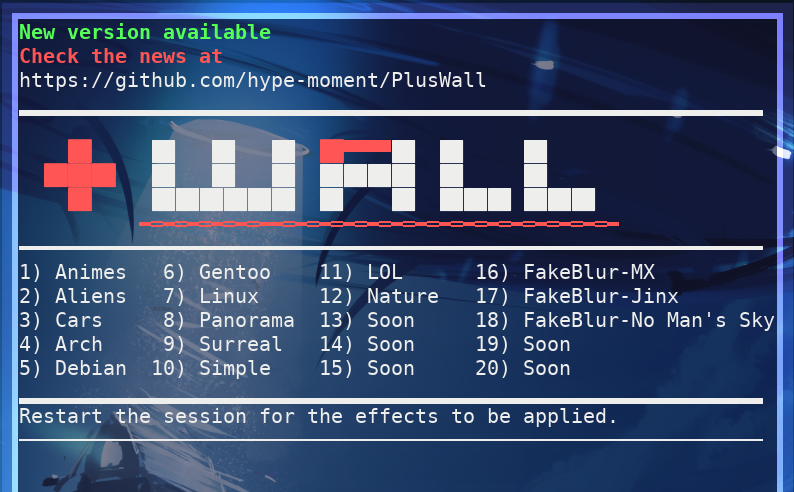 New version available
Check the news at
https://github.com/hype-moment/PlusWall
+WALL
1) Animes 6) Gentoo 11) LOL 16) FakeBlur-MX
2) Aliens 7) Linux 12) Nature 17) FakeBlur-Jinx
3) Cars 8) Panorama 13) Soon 18) FakeBlur-No Man's Sky
4) Arch 9) Surreal 14) Soon 19) Soon
5) Debian 10) Simple 15) Soon 20) Soon
Restart the session for the effects to be applied.